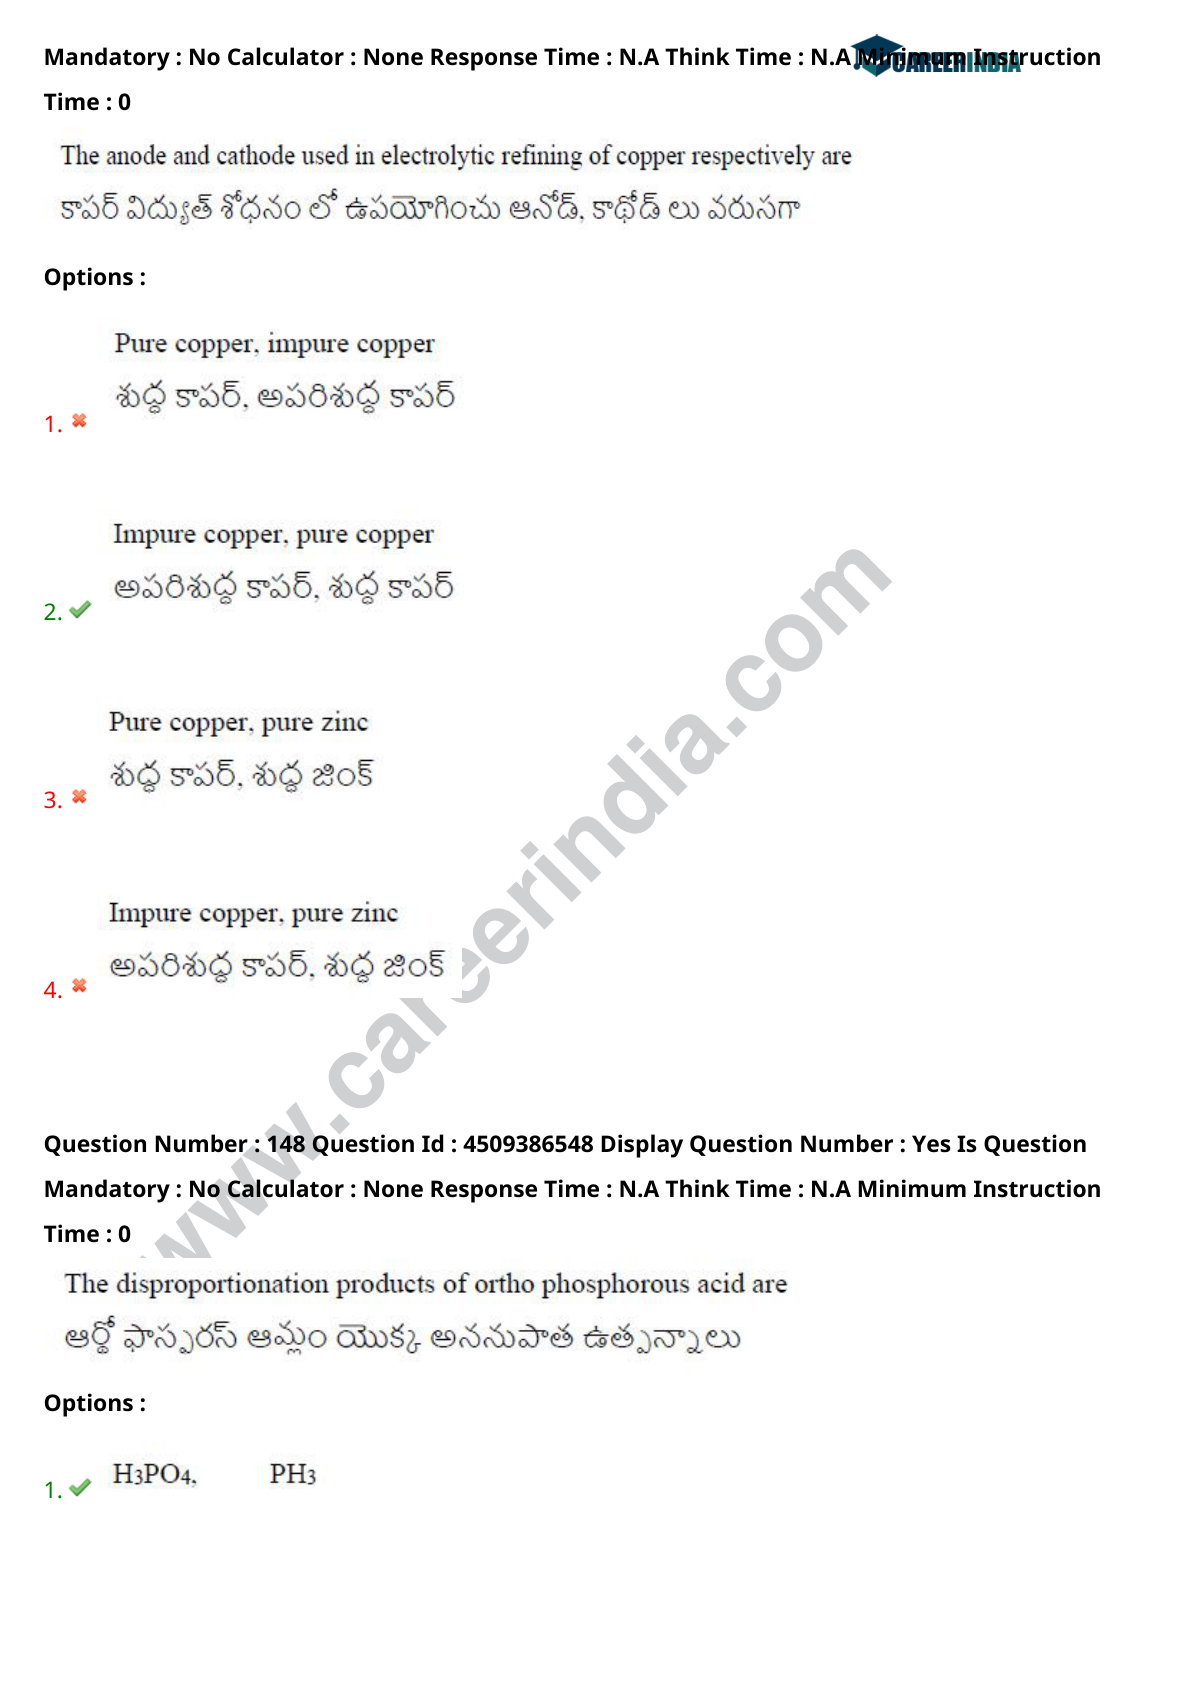 Mandatory : No Calculator : None Response Time : N.A Think Time : N.A Minimum Instruction
CAREERINDIA
Time : 0
The anode and cathode used in electrolytic refining of copper respectively are
కాపర్ విద్యుత్ శోధనం లో ఉపయోగించు ఆనోడ్, కాథోడ్ లు వరుసగా
Options :
Pure copper, impure copper
శుద్ధ కాపర్, అపరిశుద్ధ కాపర్
1.
Impure copper, pure copper
అపరిశుద్ధ కాపర్, శుద్ధ కాపర్
2.
Pure copper, pure zinc
శుద్ధ కాపర్, శుద్ధ జింక్
3.
Impure copper, pure zinc
అపరిశుద్ధ కాపర్, శుద్ధ జింక్
4.
www.careerindia.com
Question Number : 148 Question Id : 4509386548 Display Question Number : Yes Is Question
Mandatory : No Calculator : None Response Time : N.A Think Time : N.A Minimum Instruction
Time : 0
The disproportionation products of ortho phosphorous acid are
ఆర్థో ఫాస్ఫరస్ ఆమ్లం యొక్క అననుపాత ఉత్పన్నాలు
Options :
1. H3PO4, PH3